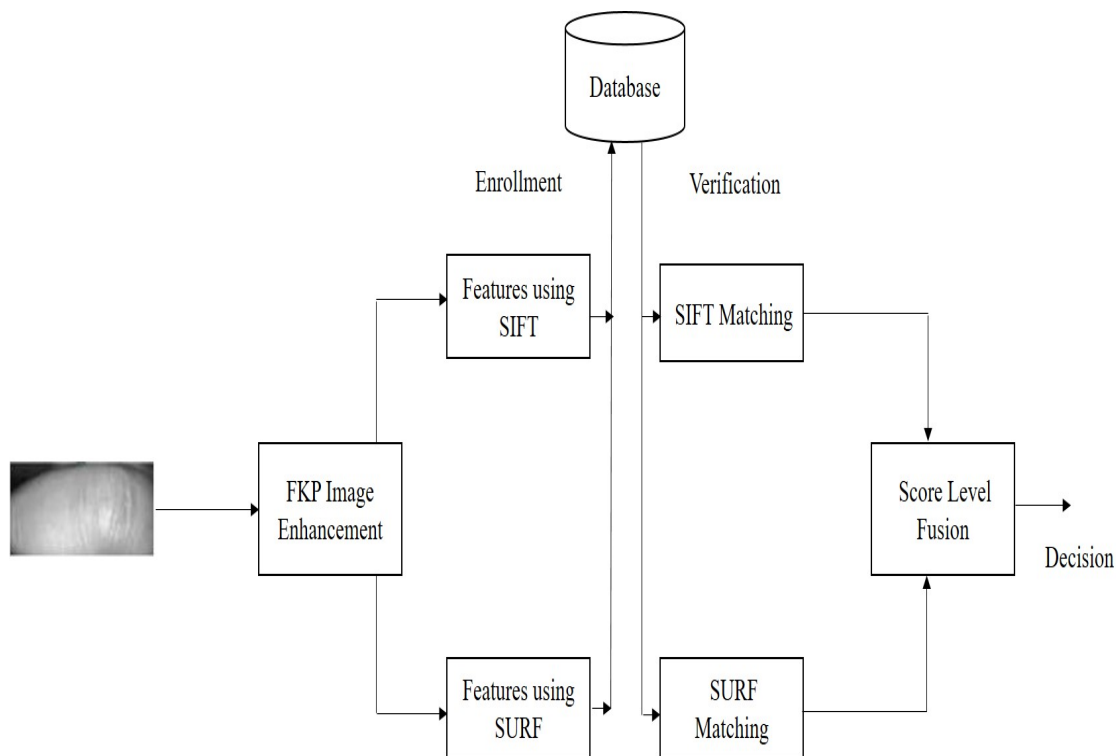 Database
Enrollment
Verification
Features using
SIFT
SIFT Matching
FKP Image
Enhancement
Score Level
Fusion
Decision
Features using
SURF
SURF
Matching